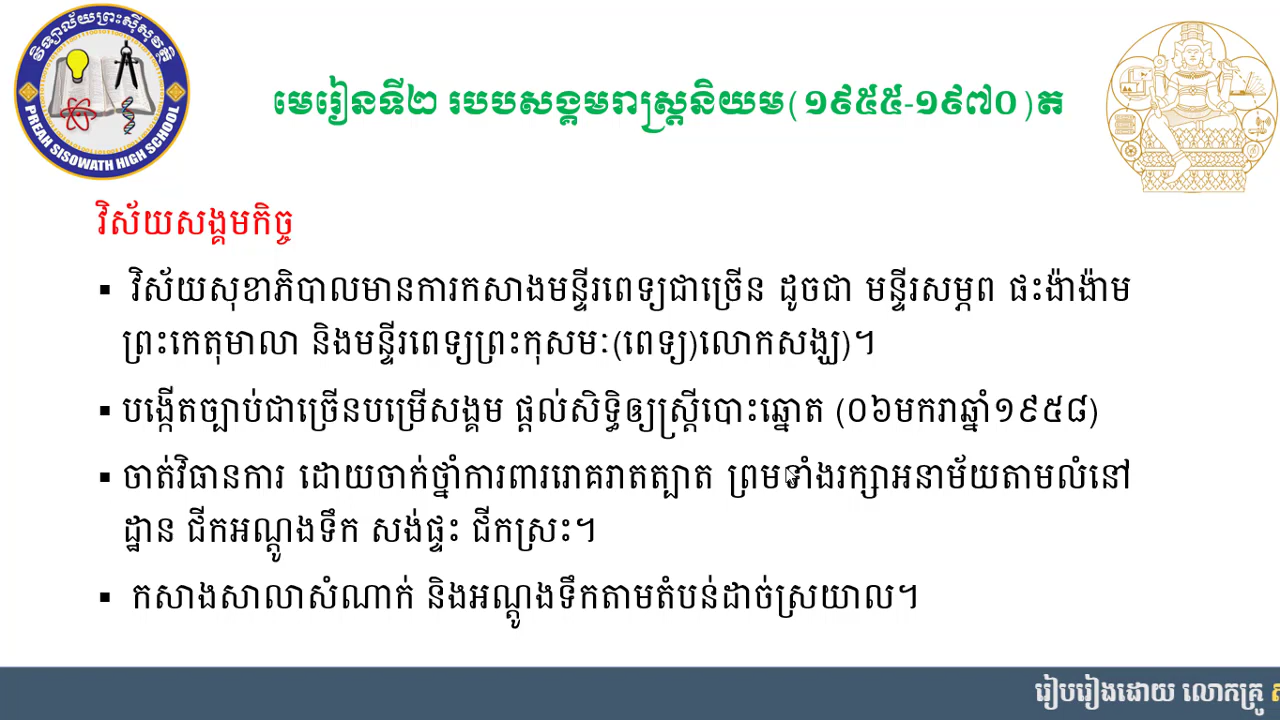 វិទ្យាល័យព្រះស៊ីសុវត្ថិ
PREAH SISOWATH HIGH SCHOOL
មេរៀនទី២ របបសង្គមរាស្ត្រនិយម(១៩៥៥-១៩៧០)ត
វិស័យសង្គមកិច្ច
▪ វិស័យសុខាភិបាលមានការកសាងមន្ទីរពេទ្យជាច្រើន ដូចជា មន្ទីរសម្ភព ផះង៉ាង៉ាម
ព្រះកេតុមាលា និងមន្ទីរពេទ្យព្រះកុសមៈ(ពេទ្យ)លោកសង្ឃ)។
▪ បង្កើតច្បាប់ជាច្រើនបម្រើសង្គម ផ្តល់សិទ្ធិឲ្យស្ត្រីបោះឆ្នោត (០៦មករាឆ្នាំ១៩៥៨)
▪ ចាត់វិធានការ ដោយចាក់ថ្នាំការពាររោគរាតត្បាត ព្រមទាំងរក្សាអនាម័យតាមលំនៅ
ដ្ឋាន ជីកអណ្តូងទឹក សង់ផ្ទះ ជីកស្រះ។
▪ កសាងសាលាសំណាក់ និងអណ្តូងទឹកតាមតំបន់ដាច់ស្រយាល។
រៀបរៀងដោយ លោកគ្រូ